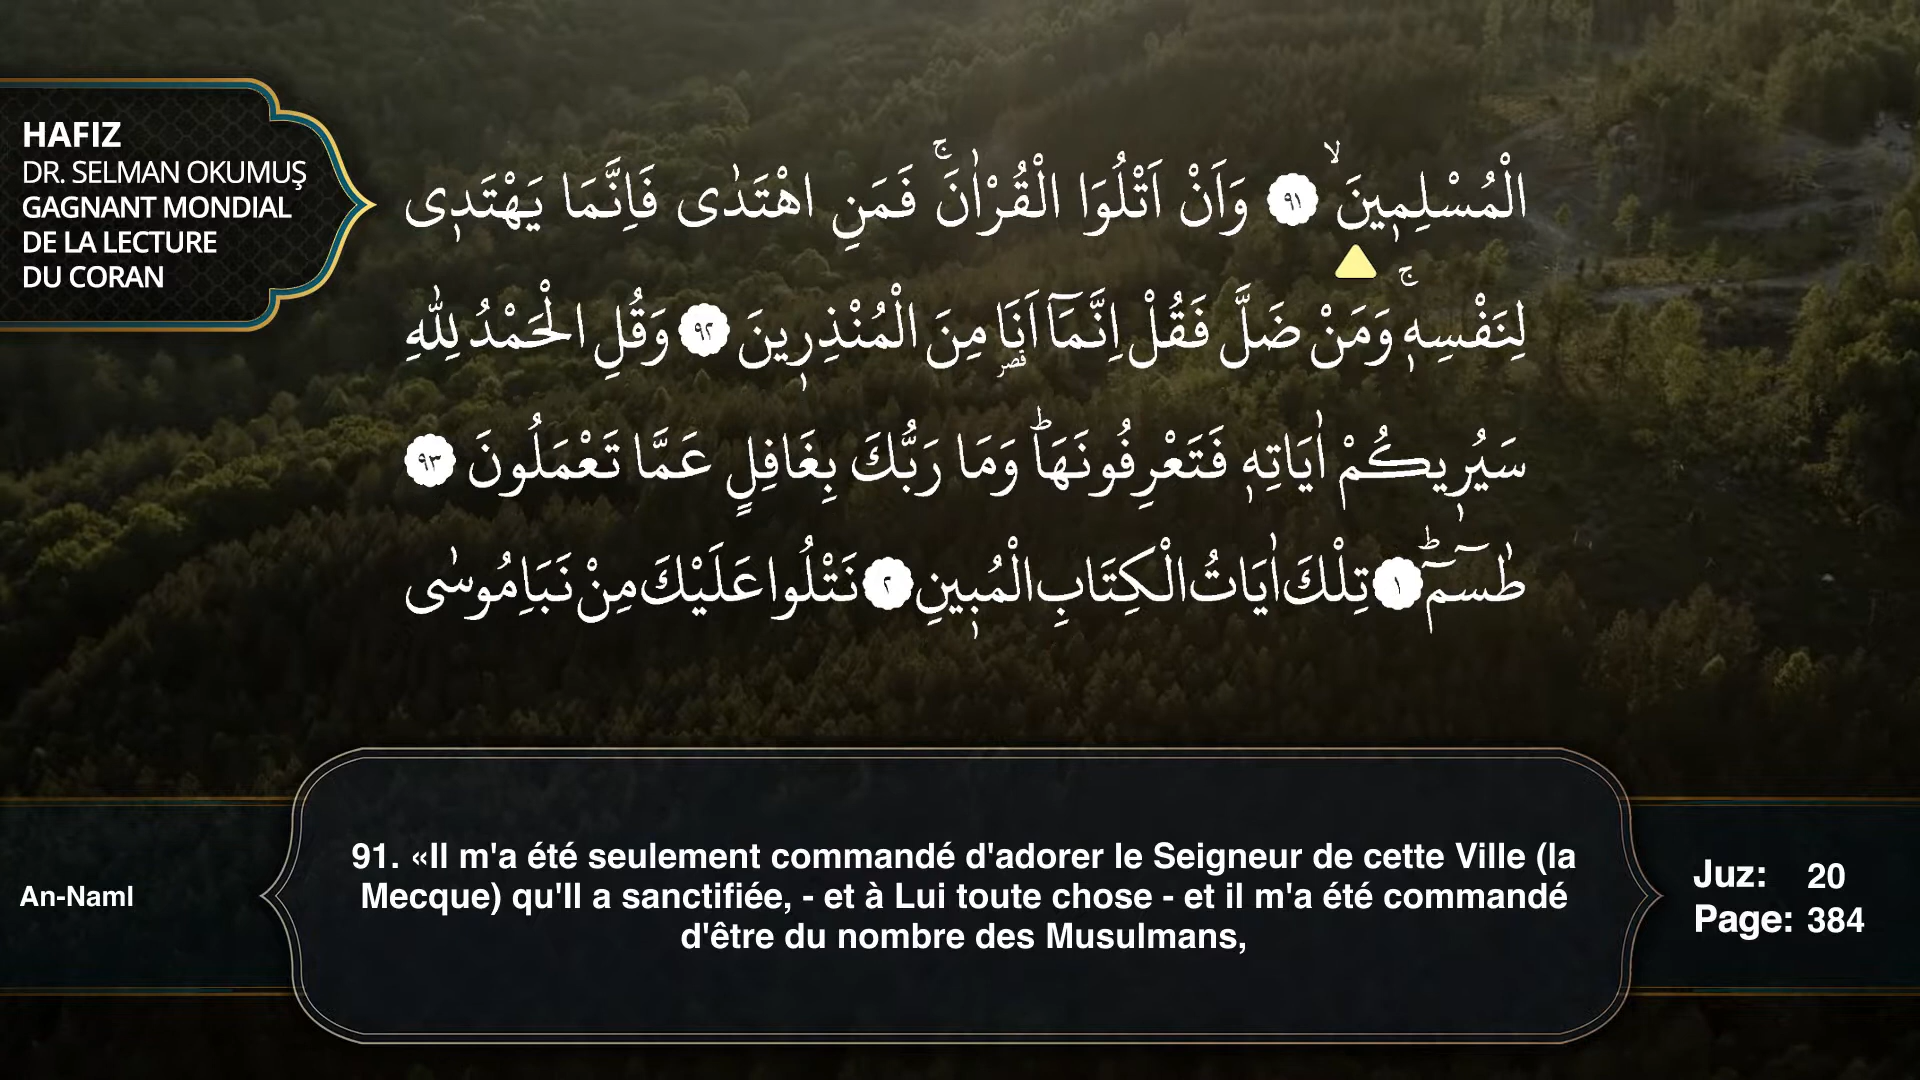 HAFIZ
DR. SELMAN OKUMUŞ
GAGNANT MONDIAL
DE LA LECTURE
DU CORAN
الْمُسْلِمٖينَۙ ﴿٩١﴾ وَاَنْ اَتْلُوَا الْقُرْاٰنَۚ فَمَنِ اهْتَدٰى فَاِنَّمَا يَهْتَدٖى
لِنَفْسِهٖۚ وَمَنْ ضَلَّ فَقُلْ اِنَّمَٓا اَنَا۬ مِنَ الْمُنْذِرٖينَ ﴿٩٢﴾ وَقُلِ الْحَمْدُ لِلّٰهِ
سَيُرٖيكُمْ اٰيَاتِهٖ فَتَعْرِفُونَهَاؕ وَمَا رَبُّكَ بِغَافِلٍ عَمَّا تَعْمَلُونَ ﴿٩٣﴾
طٰسٓمٓؕ ﴿١﴾ تِلْكَ اٰيَاتُ الْكِتَابِ الْمُبٖينِ ﴿٢﴾ نَتْلُوا عَلَيْكَ مِنْ نَبَاِ مُوسٰى
91. «Il m'a été seulement commandé d'adorer le Seigneur de cette Ville (la
Mecque) qu'Il a sanctifiée, - et à Lui toute chose - et il m'a été commandé
d'être du nombre des Musulmans,
An-Naml
Juz: 20
Page: 384